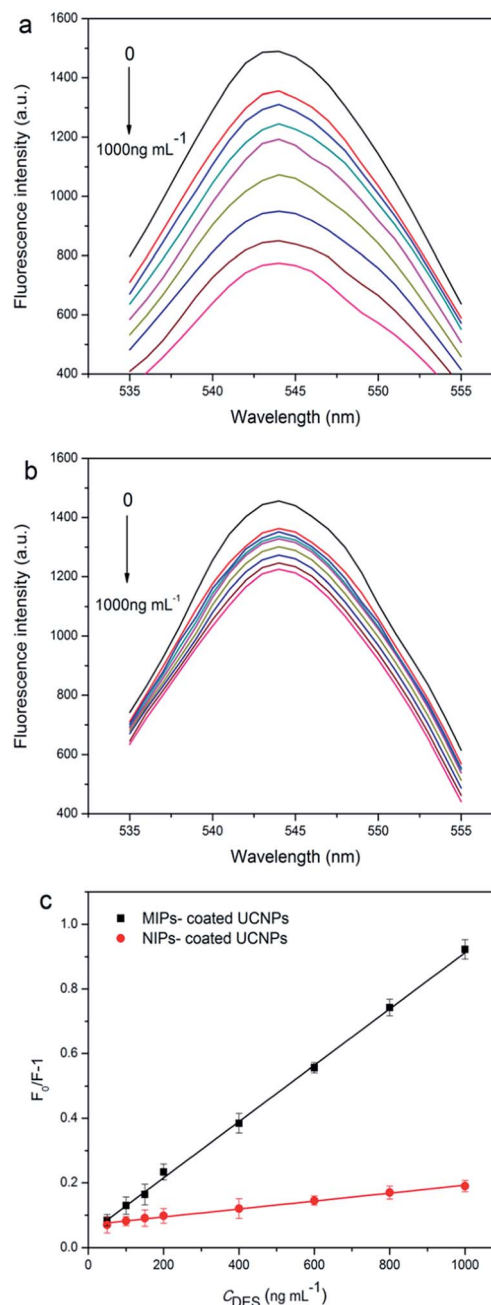 a
1600
1400
1200
1000
800
600
400
Fluorescence intensity (a.u.)
0
1000ng mL⁻¹
535 540 545 550 555
Wavelength (nm)
b
1600
1400
1200
1000
800
600
400
Fluorescence intensity (a.u.)
0
1000ng mL⁻¹
535 540 545 550 555
Wavelength (nm)
c
1.0
0.8
0.6
0.4
0.2
0.0
F₀/F-1
MIPs- coated UCNPs
NIPs- coated UCNPs
0 200 400 600 800 1000
C_DES (ng mL⁻¹)